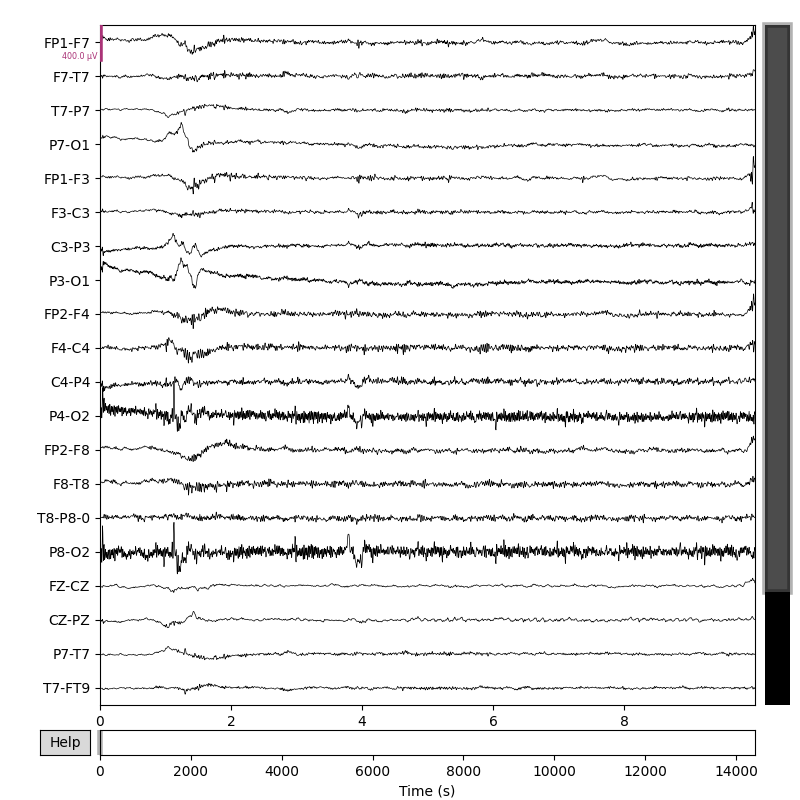 FP1-F7
400.0 µV
F7-T7
T7-P7
P7-O1
FP1-F3
F3-C3
C3-P3
P3-O1
FP2-F4
F4-C4
C4-P4
P4-O2
FP2-F8
F8-T8
T8-P8-0
P8-O2
FZ-CZ
CZ-PZ
P7-T7
T7-FT9
0 2 4 6 8
Help
0 2000 4000 6000 8000 10000 12000 14000
Time (s)